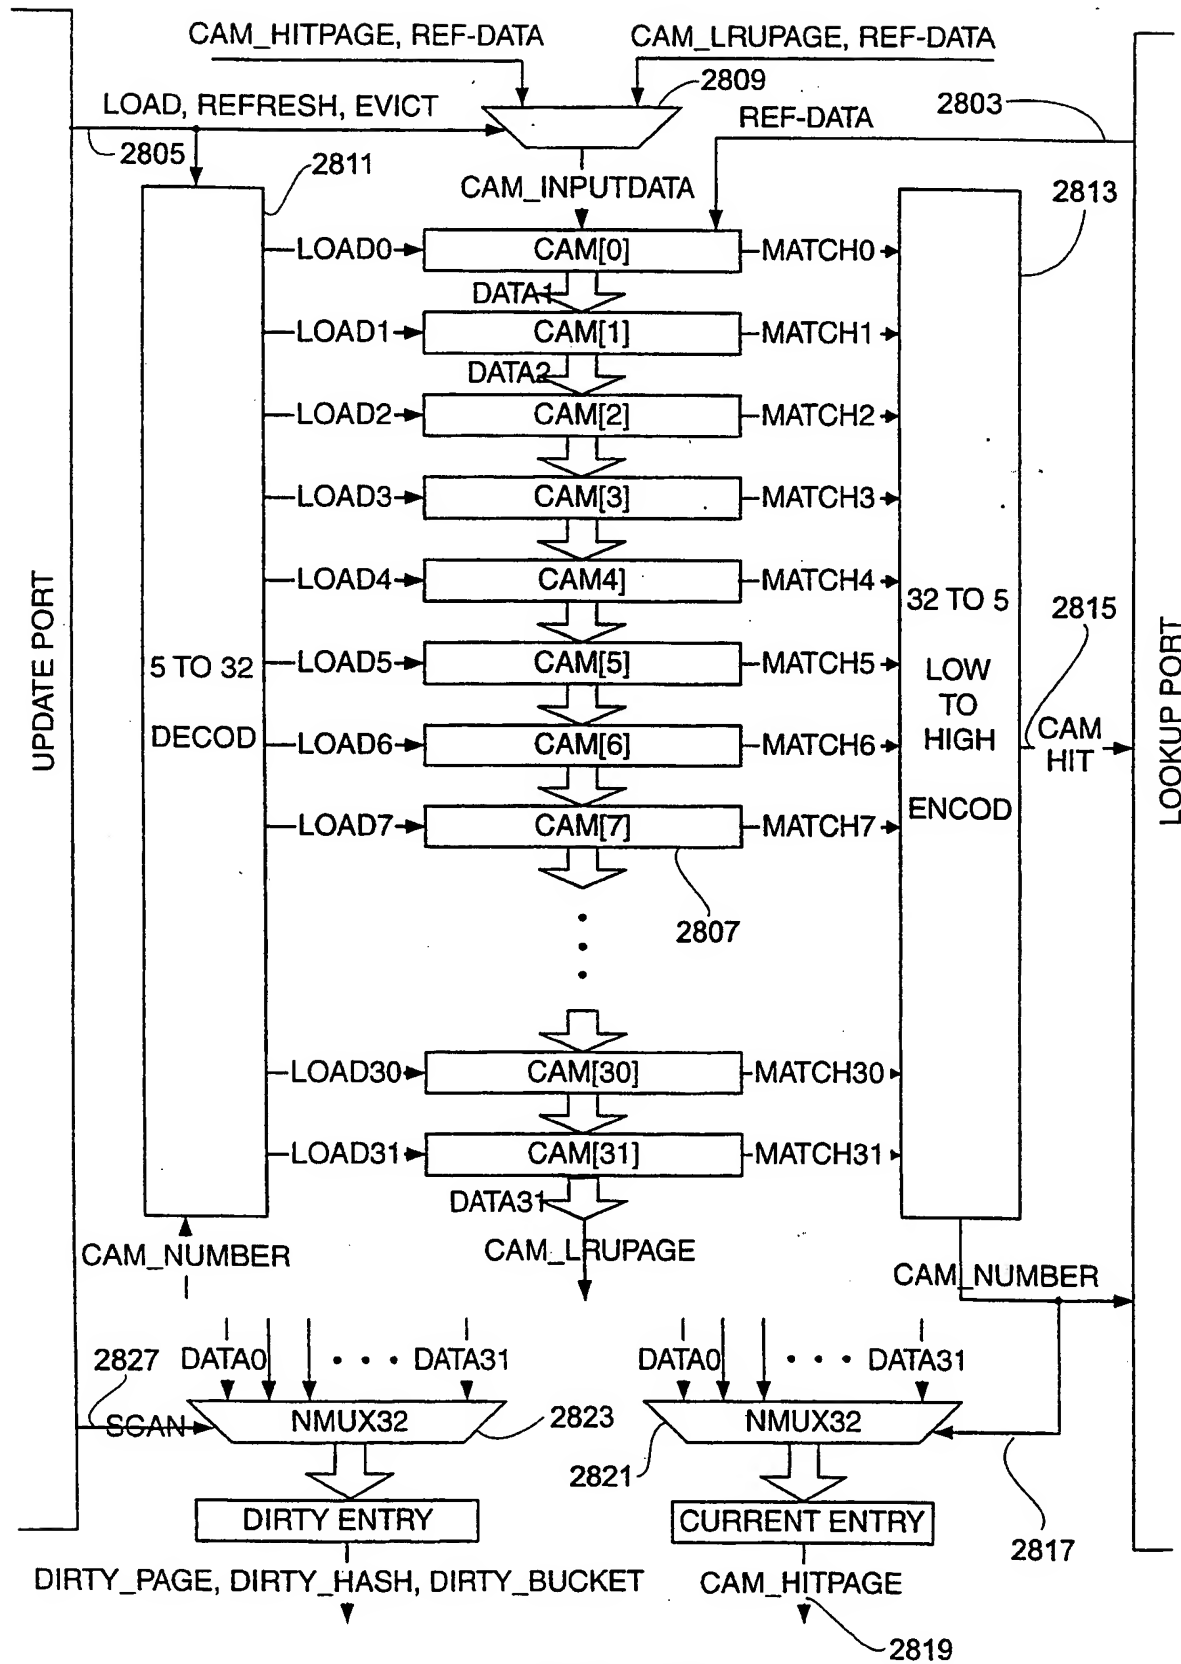 CAM_HITPAGE, REF-DATA
CAM_LRUPAGE, REF-DATA
2809
LOAD, REFRESH, EVICT
REF-DATA
2803
2805
2811
CAM_INPUTDATA
2813
LOAD0
CAM[0]
MATCH0
DATA1
LOAD1
CAM[1]
MATCH1
DATA2
LOAD2
CAM[2]
MATCH2
LOAD3
CAM[3]
MATCH3
LOAD4
CAM4]
MATCH4
32 TO 5
2815
UPDATE PORT
5 TO 32
LOAD5
CAM[5]
MATCH5
LOW
TO
HIGH
LOOKUP PORT
DECOD
LOAD6
CAM[6]
MATCH6
CAM
HIT
ENCOD
LOAD7
CAM[7]
MATCH7
2807
LOAD30
CAM[30]
MATCH30
LOAD31
CAM[31]
MATCH31
DATA31
CAM_NUMBER
CAM_LRUPAGE
CAM_NUMBER
2827
DATA0
• • •
DATA31
DATA0
• • •
DATA31
SCAN
NMUX32
2823
NMUX32
2821
DIRTY ENTRY
CURRENT ENTRY
2817
DIRTY_PAGE, DIRTY_HASH, DIRTY_BUCKET
CAM_HITPAGE
2819